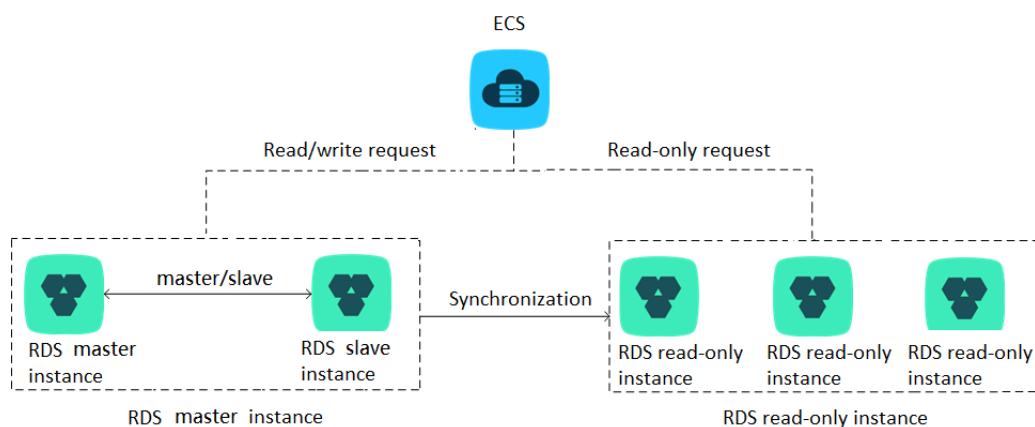 ECS
Read/write request
Read-only request
master/slave
Synchronization
RDS master
instance
RDS slave
instance
RDS read-only
instance
RDS read-only
instance
RDS read-only
instance
RDS master instance
RDS read-only instance